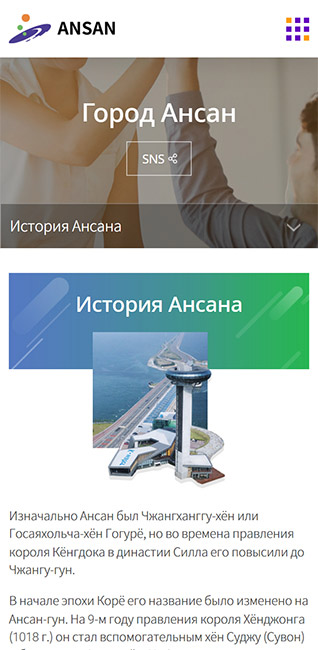 ANSAN
Город Ансан
SNS
История Ансана
История Ансана
Изначально Ансан был Чжангханггу-хён или
Госаяхольча-хён Гогурё, но во времена правления
короля Кёнгдока в династии Силла его повысили до
Чжангу-гун.
В начале эпохи Корё его название было изменено на
Ансан-гун. На 9-м году правления короля Хёнджонга
(1018 г.) он стал вспомогательным хён Суджу (Сувон)